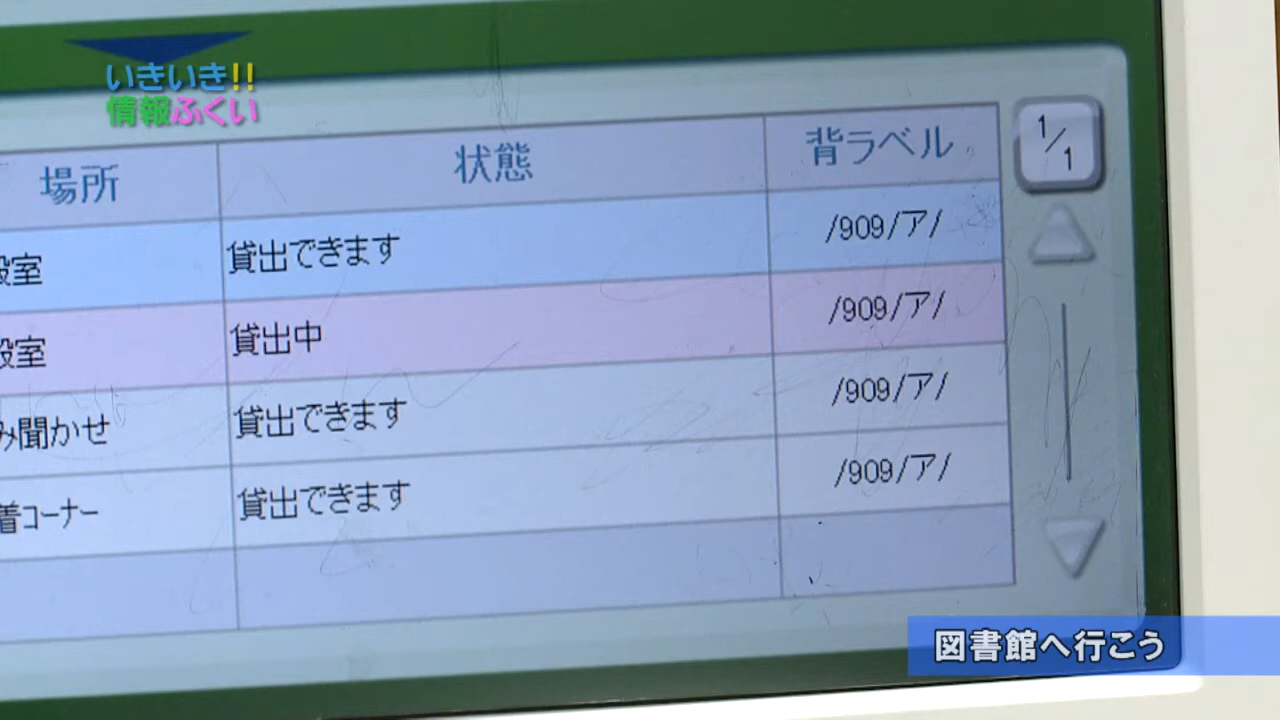 いきいき!!
情報ふくい
場所 状態 背ラベル 1/1
室 貸出できます /909/ア/
室 貸出中 /909/ア/
み聞かせ 貸出できます /909/ア/
着コーナー 貸出できます /909/ア/
図書館へ行こう